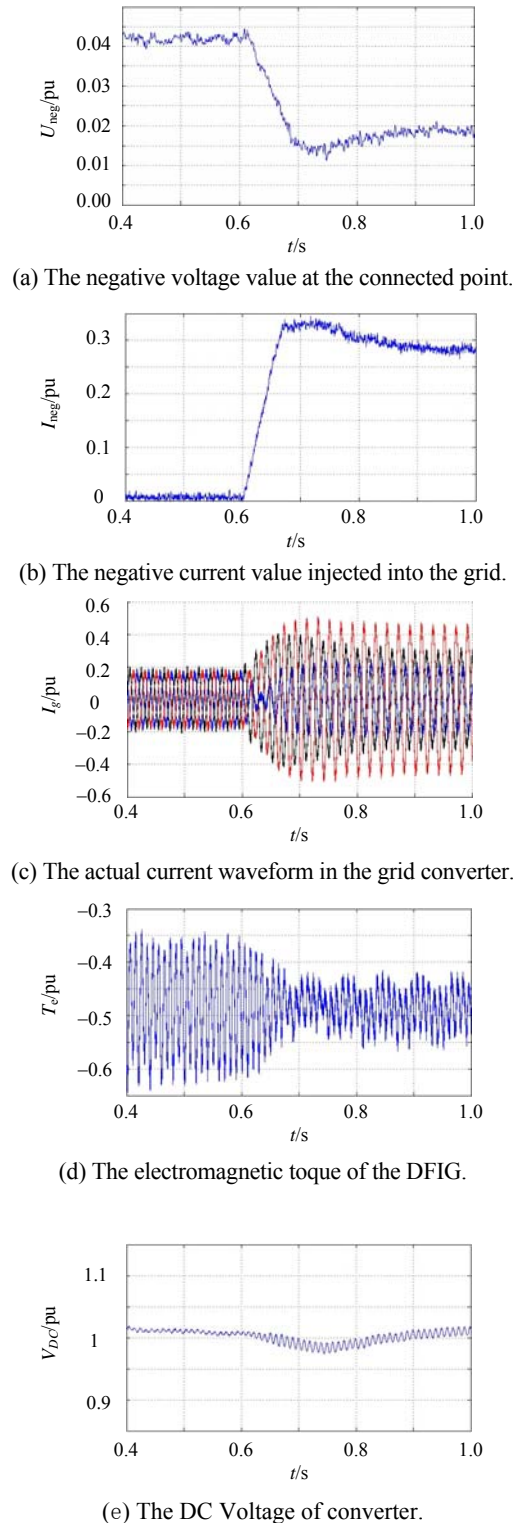 0.04
0.03
0.02
0.01
0.00
U_neg/pu
0.4 0.6 0.8 1.0
t/s
(a) The negative voltage value at the connected point.
0.3
0.2
0.1
0
I_neg/pu
0.4 0.6 0.8 1.0
t/s
(b) The negative current value injected into the grid.
0.6
0.4
0.2
0
–0.2
–0.4
–0.6
I_g/pu
0.4 0.6 0.8 1.0
t/s
(c) The actual current waveform in the grid converter.
–0.3
–0.4
–0.5
–0.6
T_e/pu
0.4 0.6 0.8 1.0
t/s
(d) The electromagnetic toque of the DFIG.
1.1
1
0.9
V_DC/pu
0.4 0.6 0.8 1.0
t/s
(e) The DC Voltage of converter.